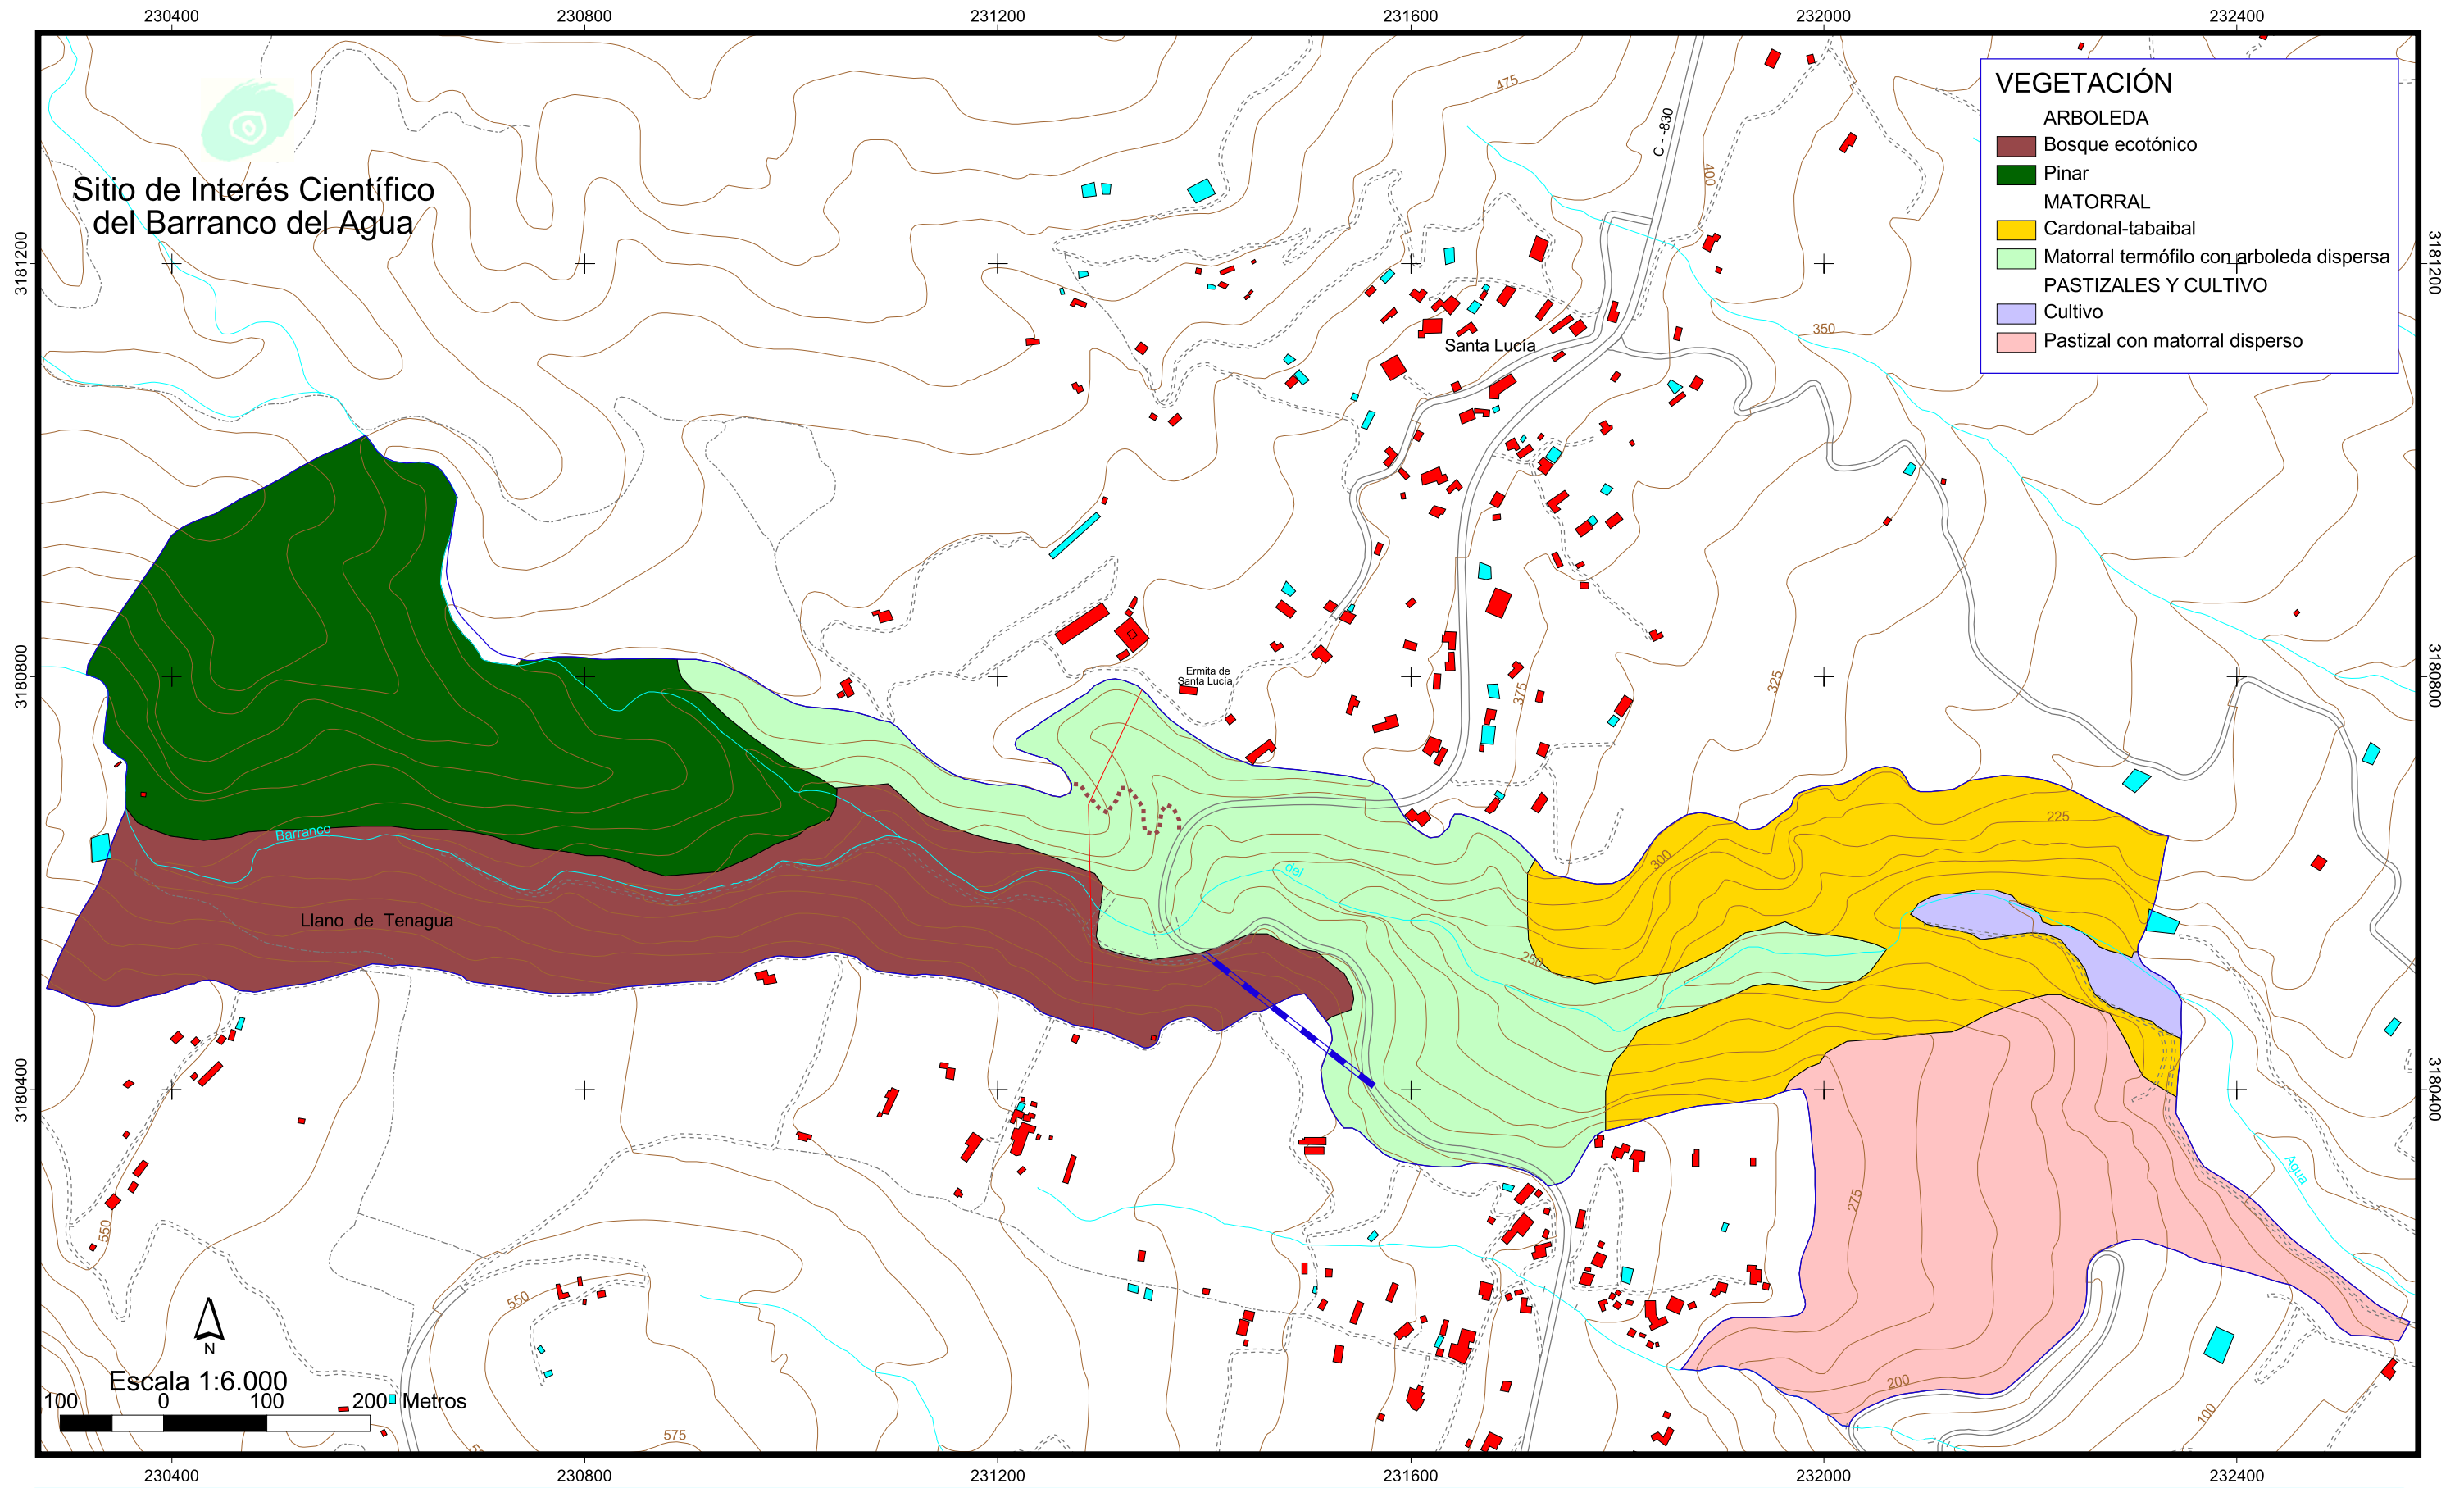 230400 230800 231200 231600 232000 232400
475
C - -830
400
VEGETACIÓN
ARBOLEDA
Bosque ecotónico
Pinar
MATORRAL
Cardonal-tabaibal
Matorral termófilo con arboleda dispersa
PASTIZALES Y CULTIVO
Cultivo
Pastizal con matorral disperso
Sitio de Interés Científico
del Barranco del Agua
3181200
3181200
350
Santa Lucía
3180800
3180800
Ermita de
Santa Lucía
375
325
225
300
Barranco
del
Llano de Tenagua
250
3180400
3180400
Agua
275
550
550
N
Escala 1:6.000
100 0 100 200 Metros
200
100
575
230400 230800 231200 231600 232000 232400